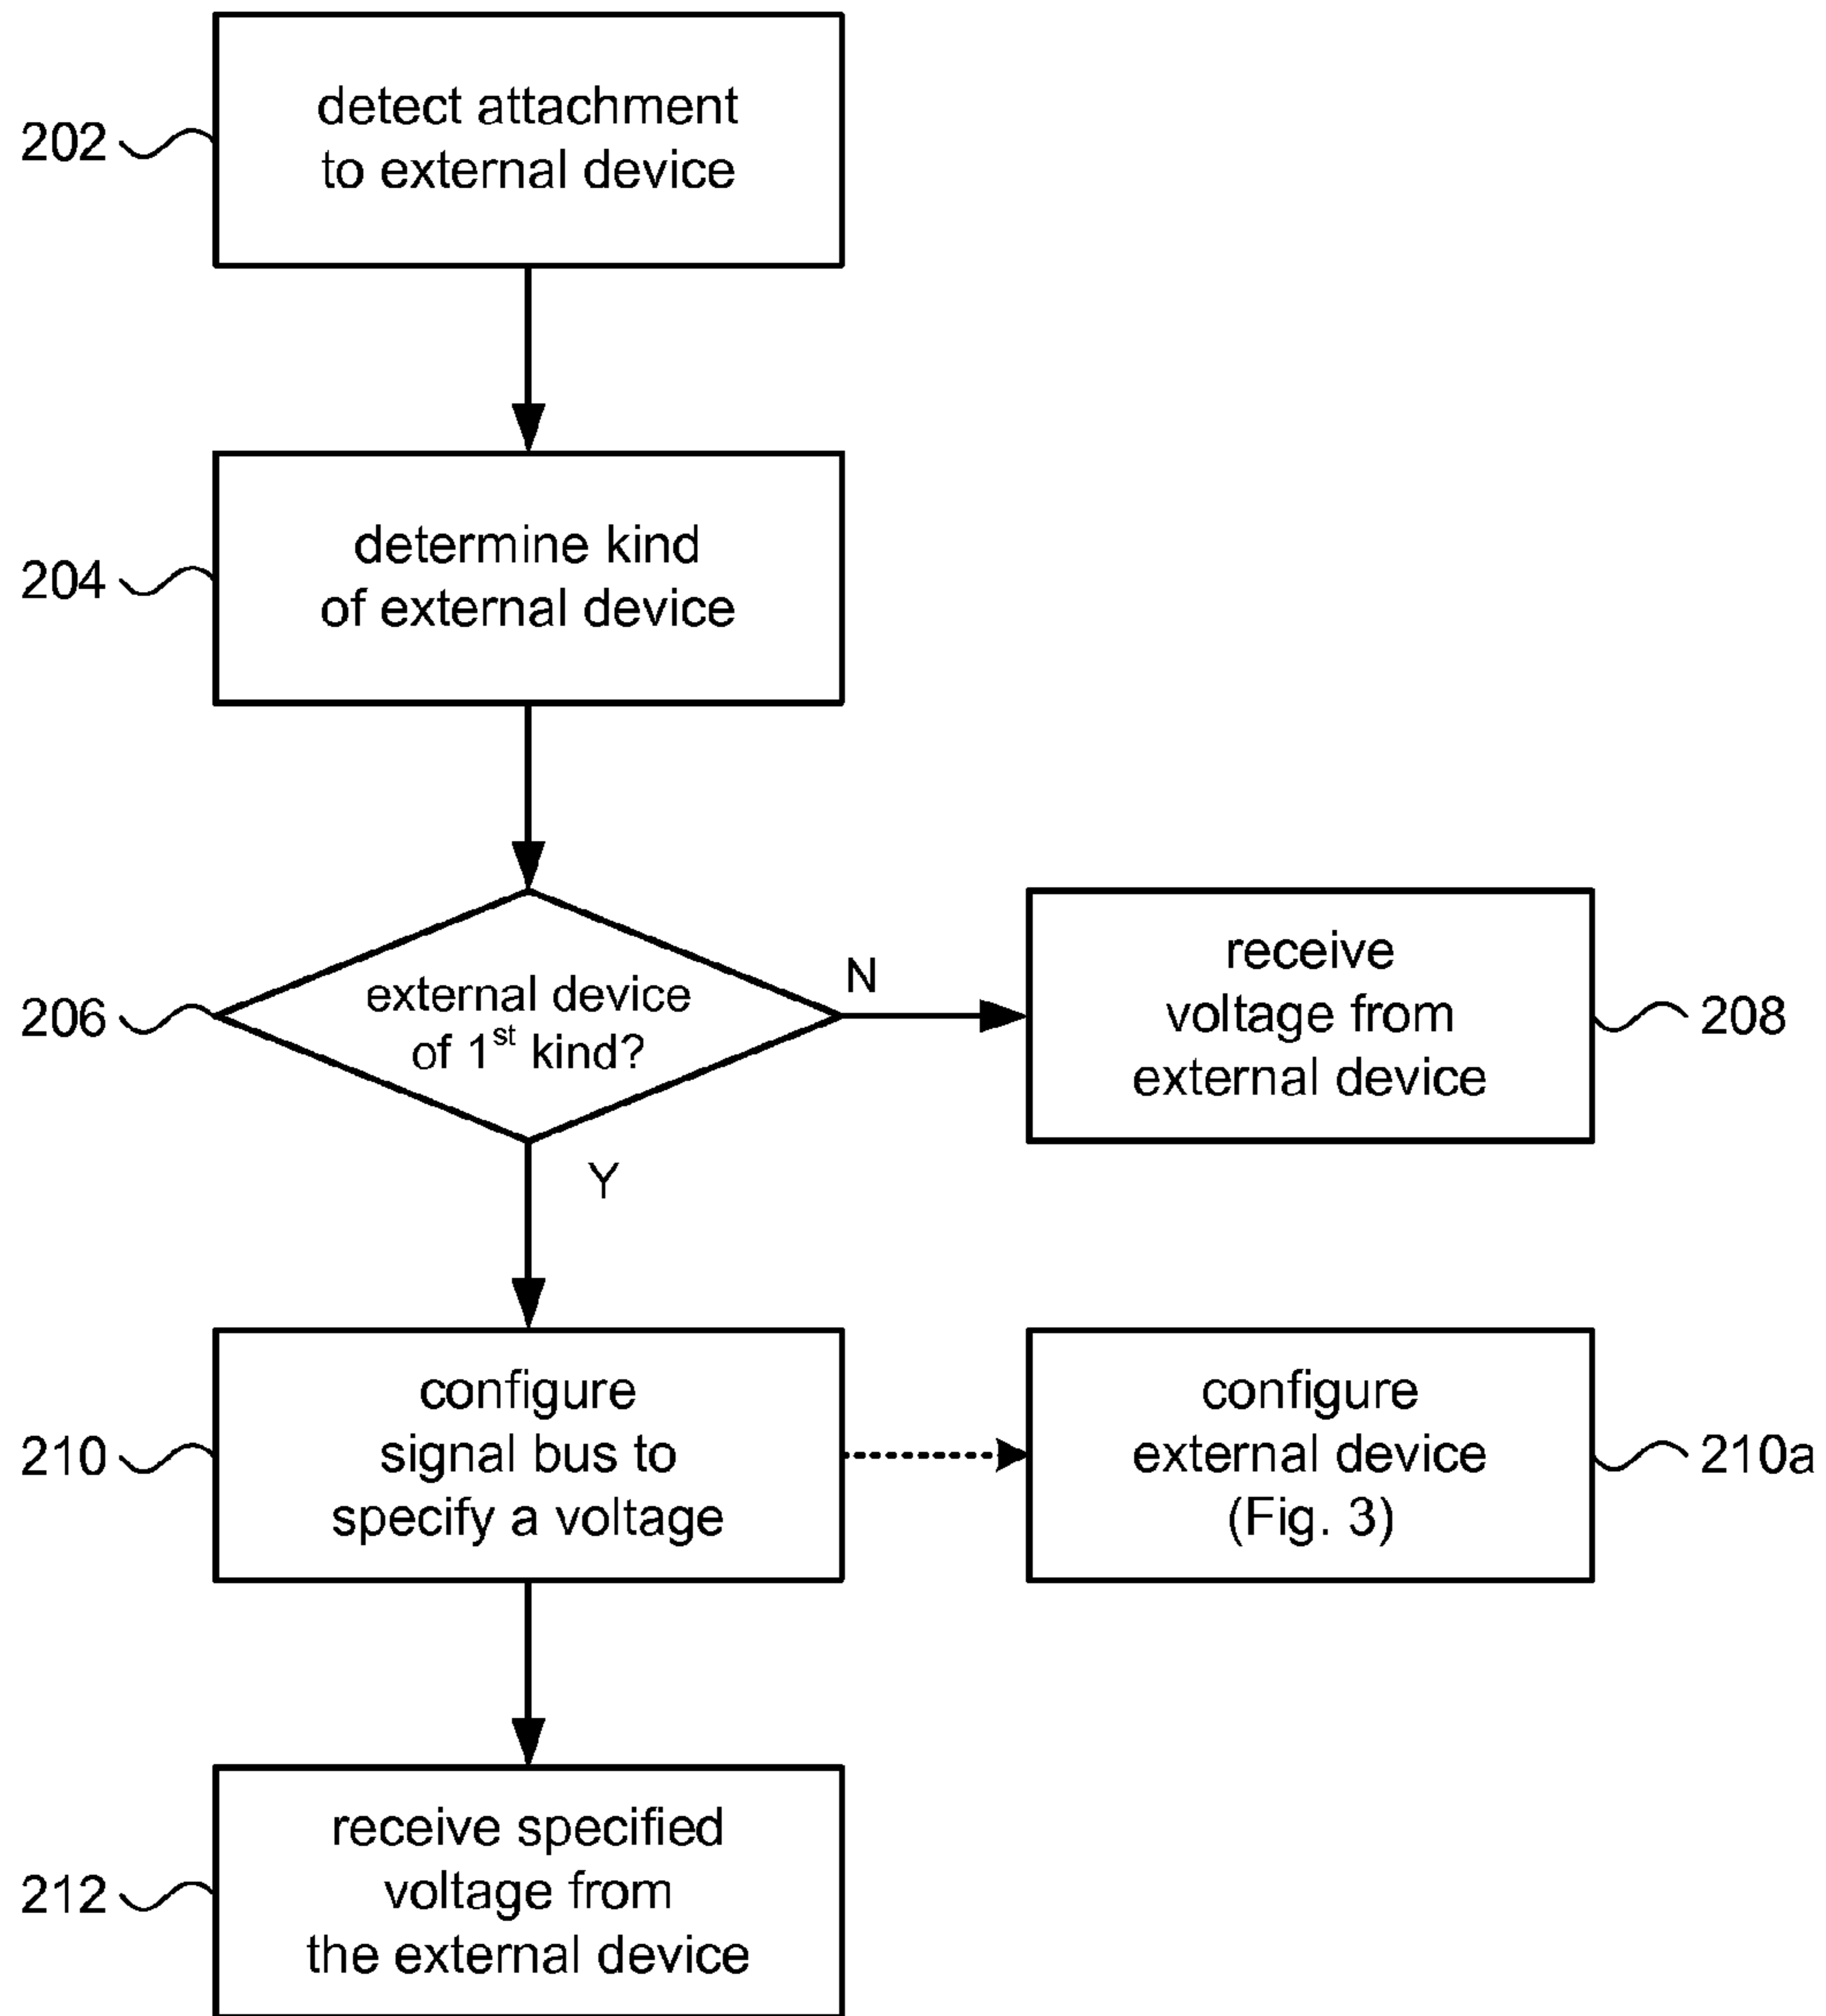 detect attachment
to external device
202
determine kind
of external device
204
external device
of 1st kind?
206
N
receive
voltage from
external device
208
Y
configure
signal bus to
specify a voltage
210
configure
external device
(Fig. 3)
210a
receive specified
voltage from
the external device
212